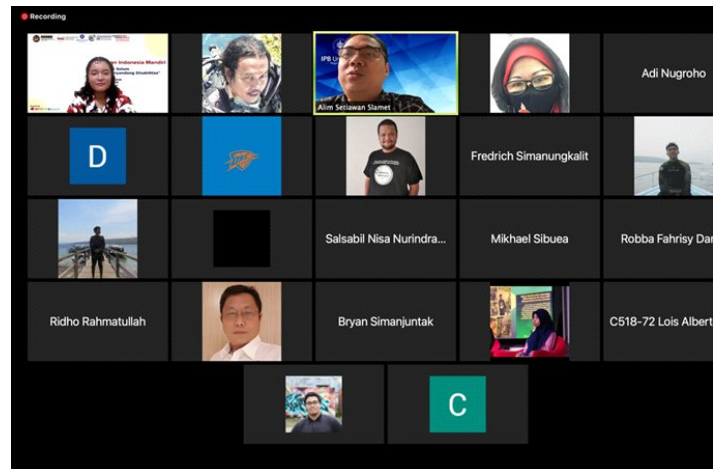 Recording
an Indonesia Mandiri
Alim Setiawan Slamet
Adi Nugroho
D
Fredrich Simanungkalit
Salsabil Nisa Nurindra...
Mikhael Sibuea
Robba Fahrisy Dar
Ridho Rahmatullah
Bryan Simanjuntak
C518-72 Lois Albert
C